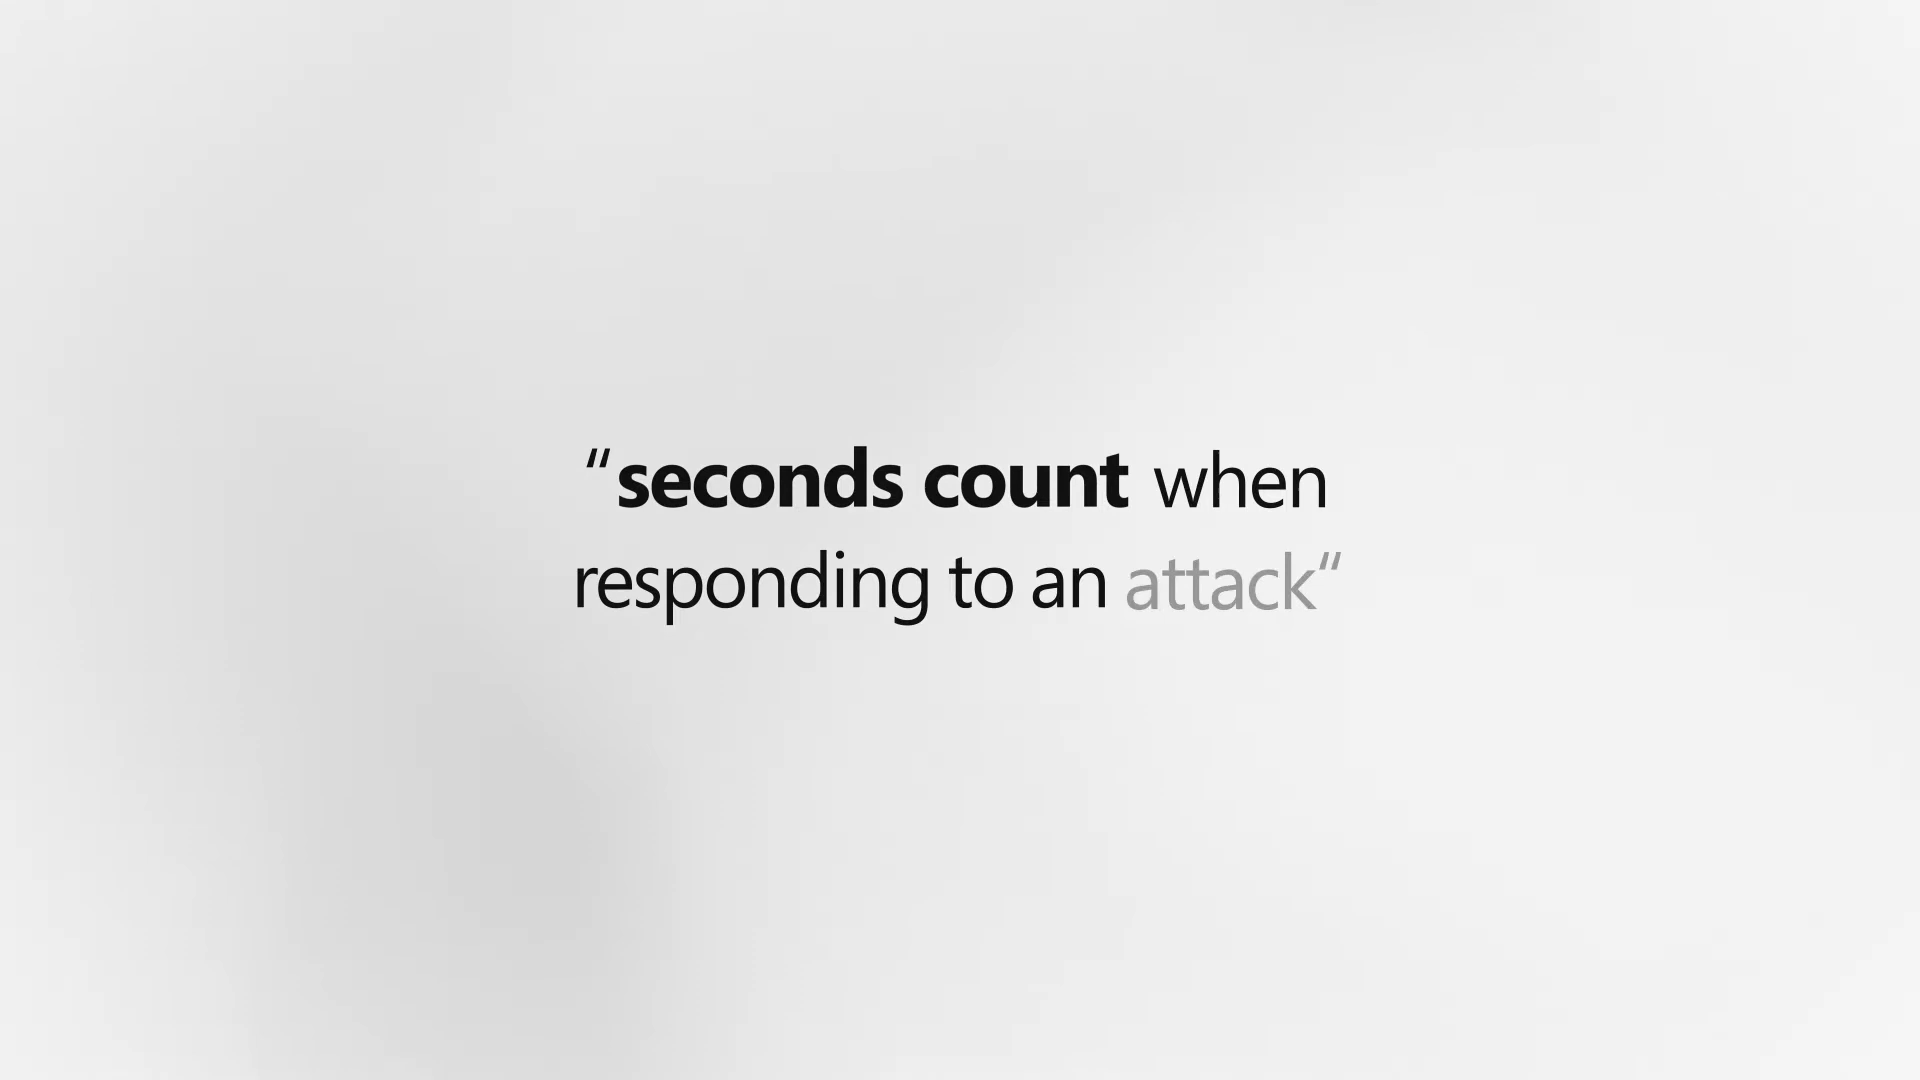 “seconds count when
responding to an attack“